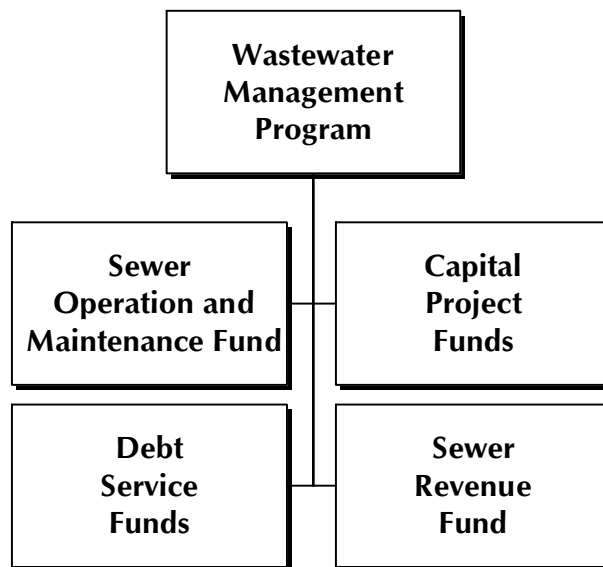 Wastewater
Management
Program
Sewer
Operation and
Maintenance Fund
Capital
Project
Funds
Debt
Service
Funds
Sewer
Revenue
Fund